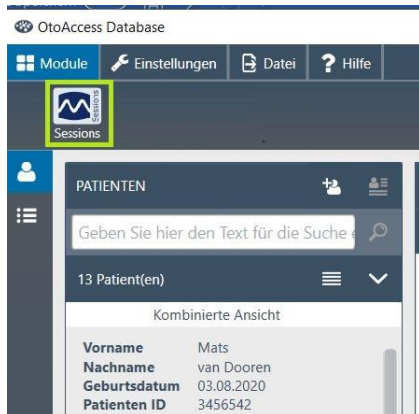 OtoAccess Database
Module Einstellungen Datei ? Hilfe
Sessions
Sessions
PATIENTEN
Geben Sie hier den Text für die Suche
13 Patient(en)
Kombinierte Ansicht
Vorname Mats
Nachname van Dooren
Geburtsdatum 03.08.2020
Patienten ID 3456542